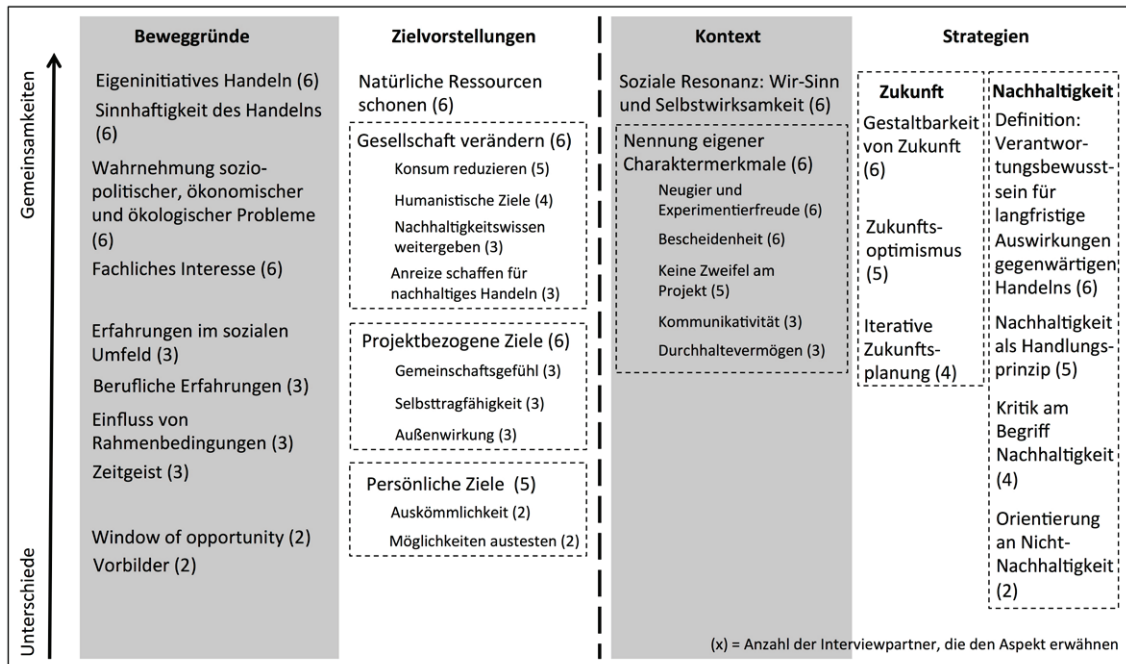 Gemeinsamkeiten
Unterschiede
Beweggründe
Eigeninitiatives Handeln (6)
Sinnhaftigkeit des Handelns
(6)
Wahrnehmung sozio-
politischer, ökonomischer
und ökologischer Probleme
(6)
Fachliches Interesse (6)
Erfahrungen im sozialen
Umfeld (3)
Berufliche Erfahrungen (3)
Einfluss von
Rahmenbedingungen (3)
Zeitgeist (3)
Window of opportunity (2)
Vorbilder (2)
Zielvorstellungen
Natürliche Ressourcen
schonen (6)
Gesellschaft verändern (6)
Konsum reduzieren (5)
Humanistische Ziele (4)
Nachhaltigkeitswissen
weitergeben (3)
Anreize schaffen für
nachhaltiges Handeln (3)
Projektbezogene Ziele (6)
Gemeinschaftsgefühl (3)
Selbsttragfähigkeit (3)
Außenwirkung (3)
Persönliche Ziele (5)
Auskömmlichkeit (2)
Möglichkeiten austesten (2)
Kontext
Soziale Resonanz: Wir-Sinn
und Selbstwirksamkeit (6)
Nennung eigener
Charaktermerkmale (6)
Neugier und
Experimentierfreude (6)
Bescheidenheit (6)
Keine Zweifel am
Projekt (5)
Kommunikativität (3)
Durchhaltevermögen (3)
Strategien
Zukunft
Gestaltbarkeit
von Zukunft
(6)
Zukunfts-
optimismus
(5)
Iterative
Zukunfts-
planung (4)
Nachhaltigkeit
Definition:
Verantwor-
tungsbewusst-
sein für
langfristige
Auswirkungen
gegenwärtigen
Handelns (6)
Nachhaltigkeit
als Handlungs-
prinzip (5)
Kritik am
Begriff
Nachhaltigkeit
(4)
Orientierung
an Nicht-
Nachhaltigkeit
(2)
(x) = Anzahl der Interviewpartner, die den Aspekt erwähnen